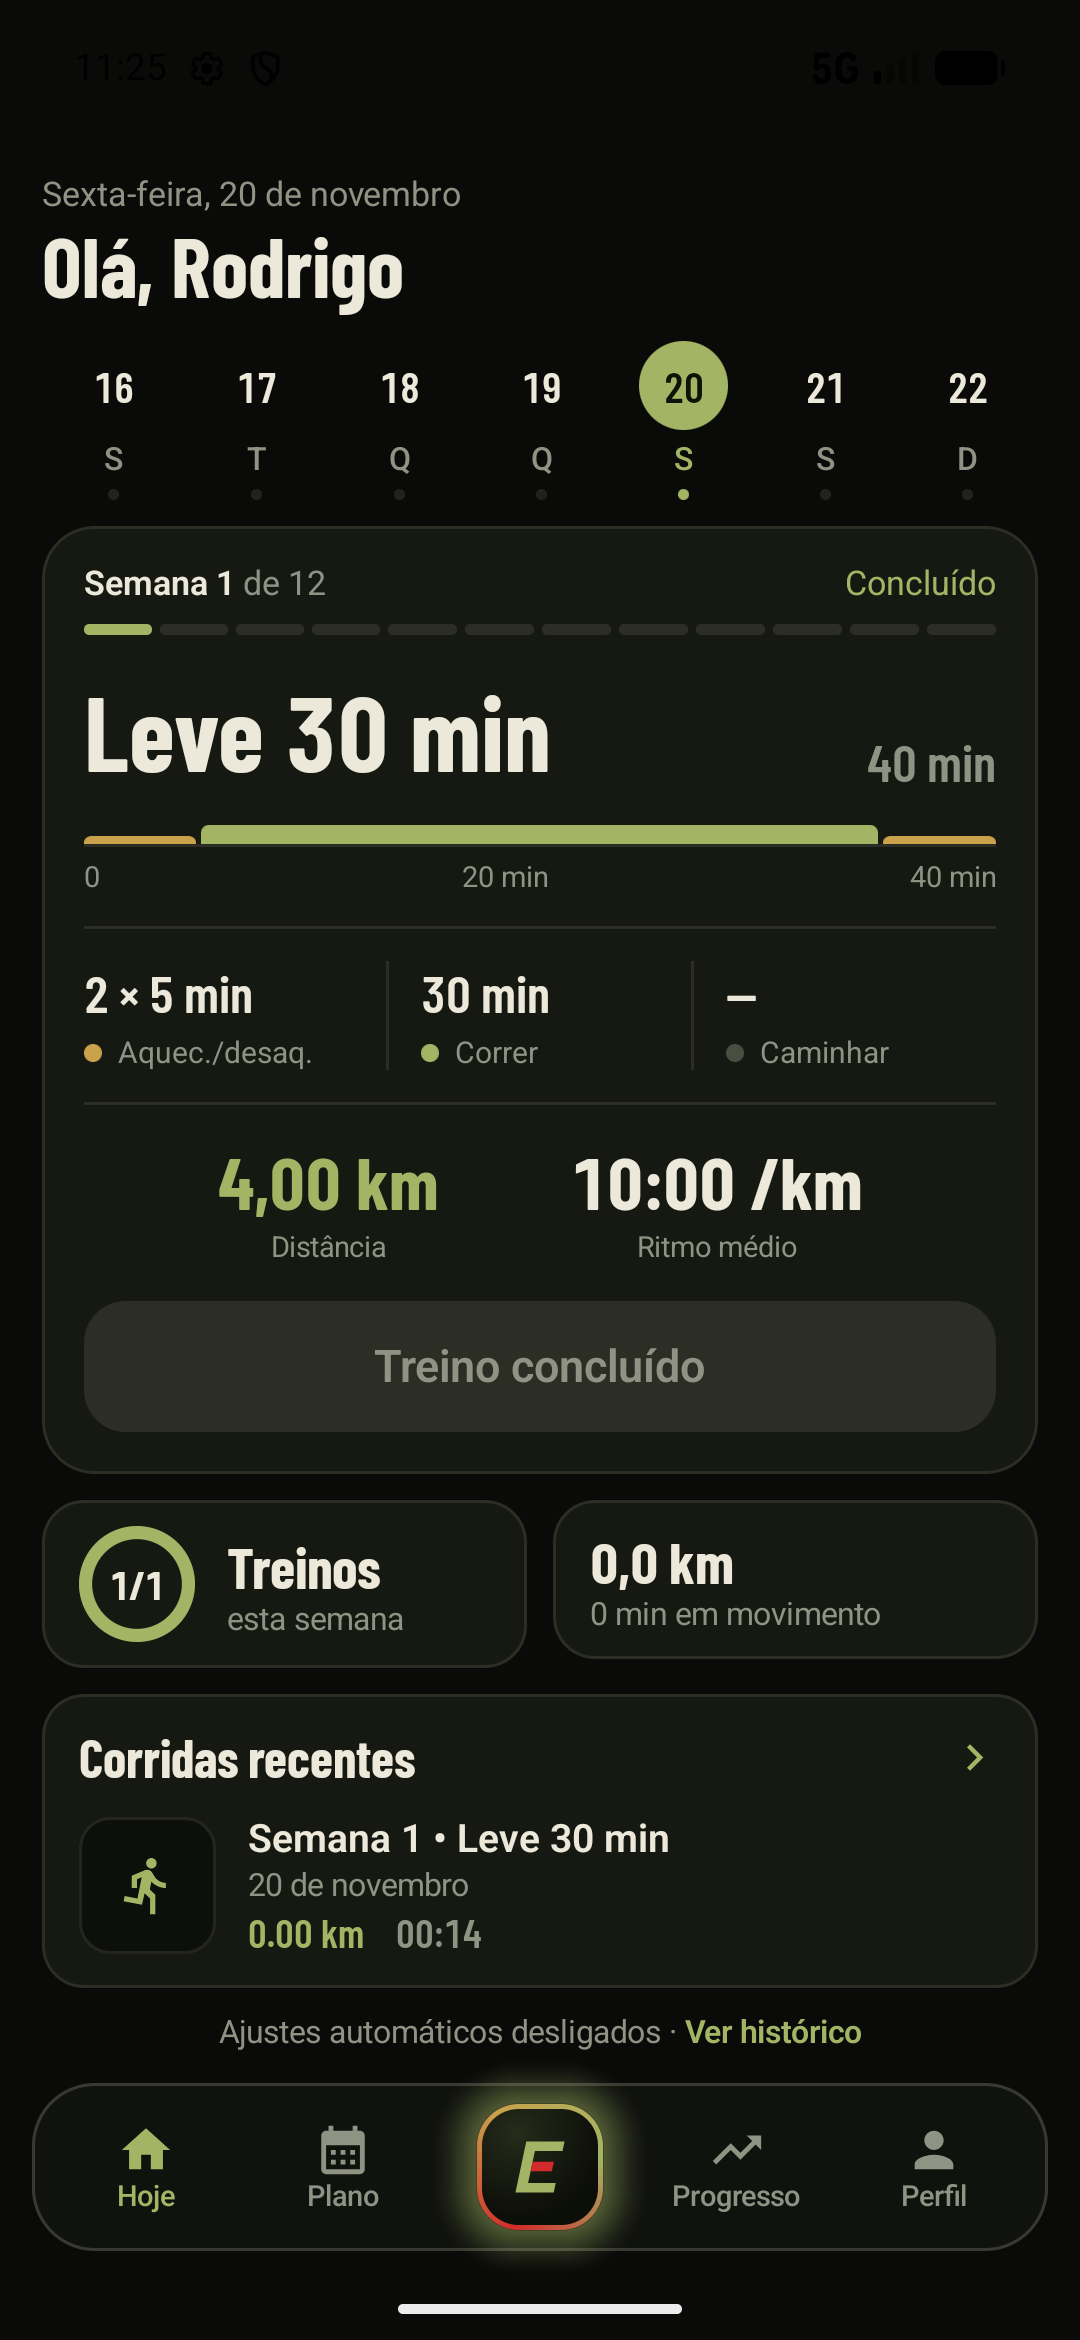 11:25
5G
Sexta-feira, 20 de novembro
Olá, Rodrigo
16 17 18 19 20 21 22
S T Q Q S S D
Semana 1 de 12 Concluído
Leve 30 min 40 min
0 20 min 40 min
2 × 5 min 30 min –
Aquec./desaq. Correr Caminhar
4,00 km 10:00 /km
Distância Ritmo médio
Treino concluído
1/1 Treinos
esta semana
0,0 km
0 min em movimento
Corridas recentes
Semana 1 • Leve 30 min
20 de novembro
0.00 km 00:14
Ajustes automáticos desligados · Ver histórico
E
Hoje Plano Progresso Perfil